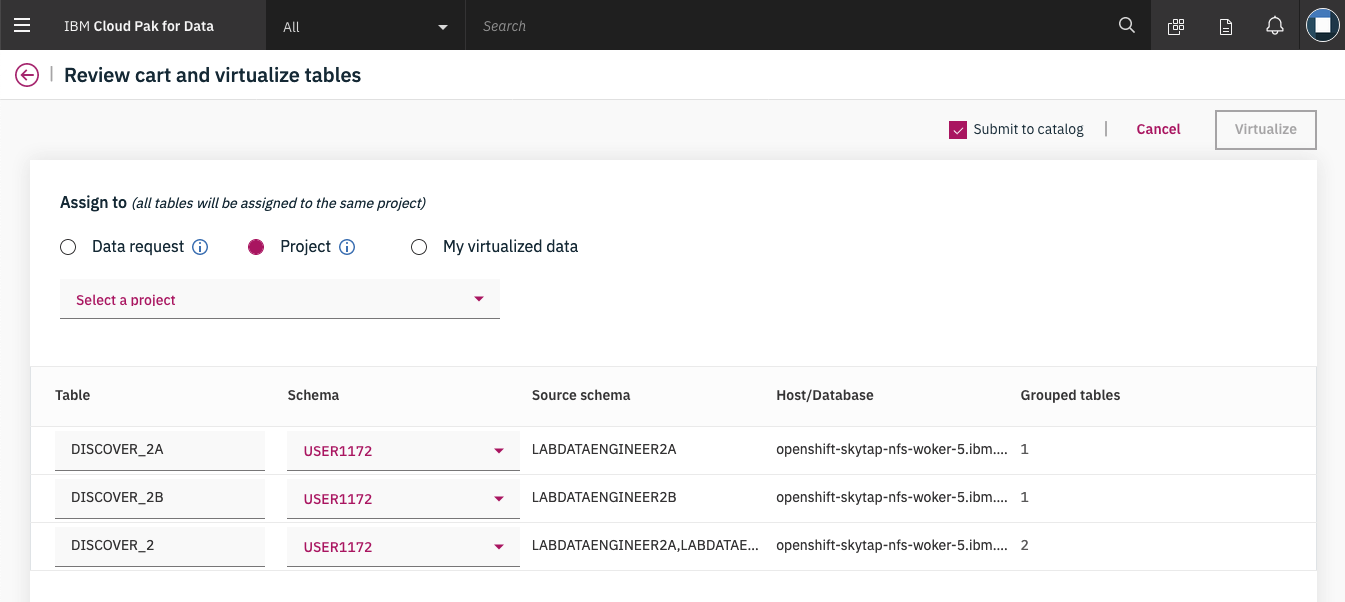 IBM Cloud Pak for Data All Search
Review cart and virtualize tables
Submit to catalog | Cancel Virtualize
Assign to (all tables will be assigned to the same project)
Data request Project My virtualized data
Select a project
Table Schema Source schema Host/Database Grouped tables
DISCOVER_2A USER1172 LABDATAENGINEER2A openshift-skytap-nfs-woker-5.ibm.... 1
DISCOVER_2B USER1172 LABDATAENGINEER2B openshift-skytap-nfs-woker-5.ibm.... 1
DISCOVER_2 USER1172 LABDATAENGINEER2A,LABDATAE... openshift-skytap-nfs-woker-5.ibm.... 2